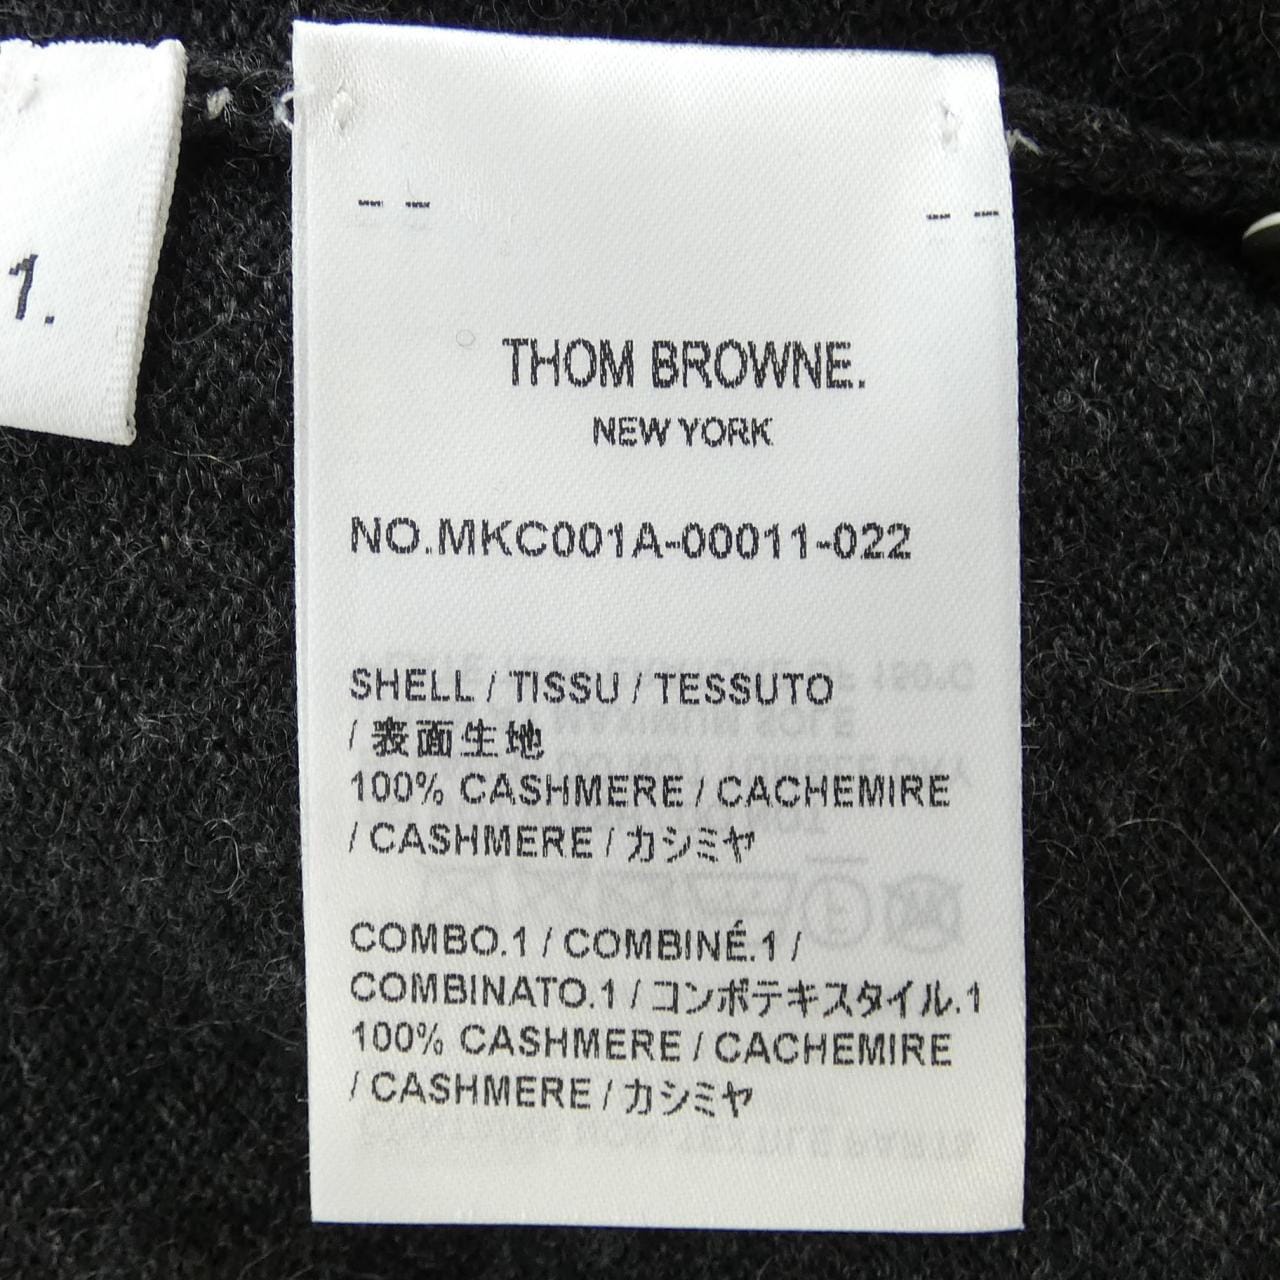 1.
THOM BROWNE.
NEW YORK
NO.MKC001A-00011-022
SHELL / TISSU / TESSUTO
/ 表面生地
100% CASHMERE / CACHEMIRE
/ CASHMERE / カシミヤ
COMBO.1 / COMBINÉ.1 /
COMBINATO.1 / コンポテキスタイル.1
100% CASHMERE / CACHEMIRE
/ CASHMERE / カシミヤ